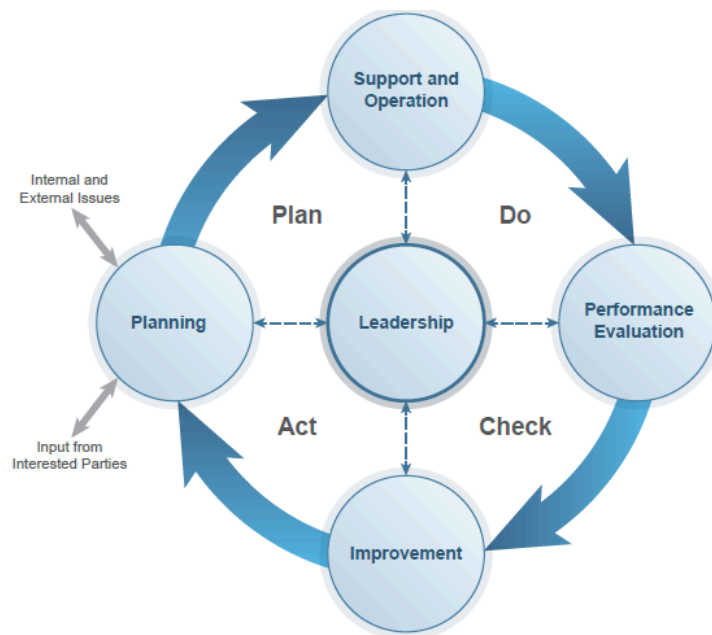 Support and
Operation
Internal and
External Issues
Plan
Do
Planning
Leadership
Performance
Evaluation
Act
Check
Input from
Interested Parties
Improvement